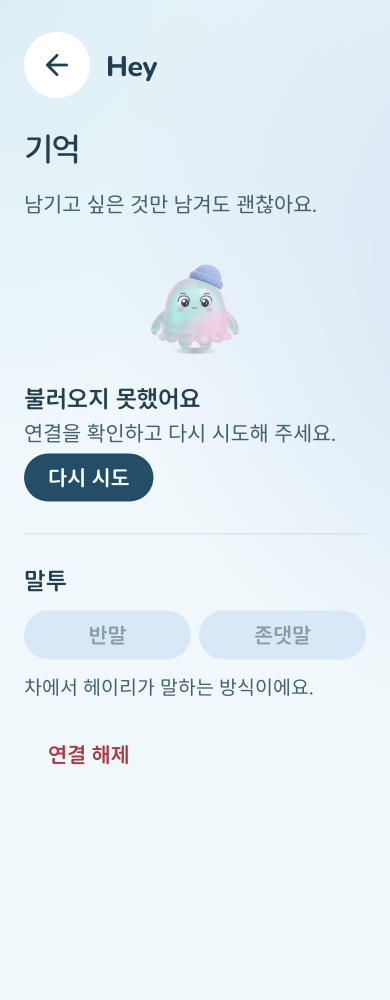 Hey
기억
남기고 싶은 것만 남겨도 괜찮아요.
불러오지 못했어요
연결을 확인하고 다시 시도해 주세요.
다시 시도
말투
반말 존댓말
차에서 헤이리가 말하는 방식이에요.
연결 해제